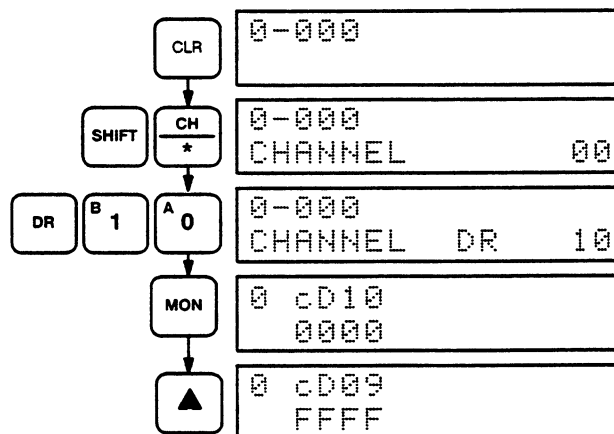 CLR
0-000
SHIFT CH * 0-000
CHANNEL 00
DR B 1 A 0 0-000
CHANNEL DR 10
MON 0 cD10
0000
0 cD09
FFFF